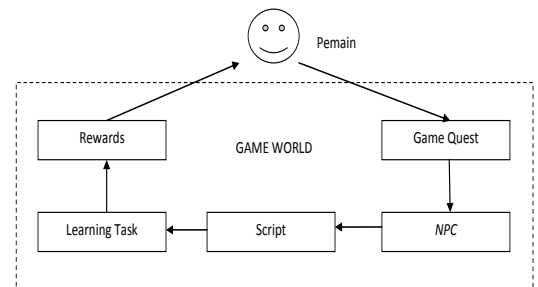 Pemain
Rewards
GAME WORLD
Game Quest
Learning Task
Script
NPC